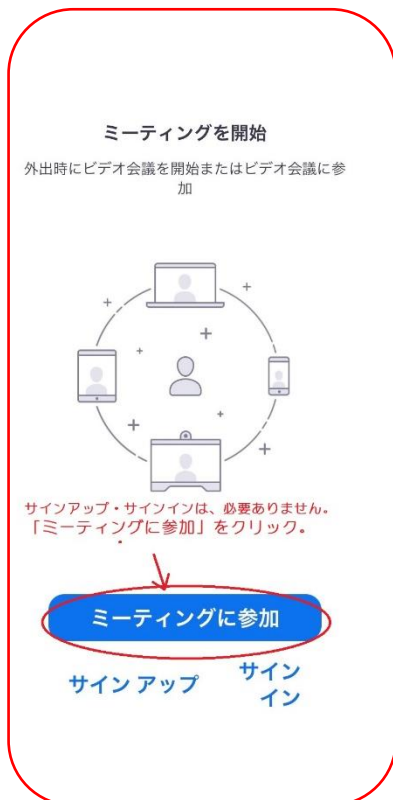 ミーティングを開始
外出時にビデオ会議を開始またはビデオ会議に参
加
サインアップ・サインインは、必要ありません。
「ミーティングに参加」をクリック。
ミーティングに参加
サイン アップ
サイン
イン